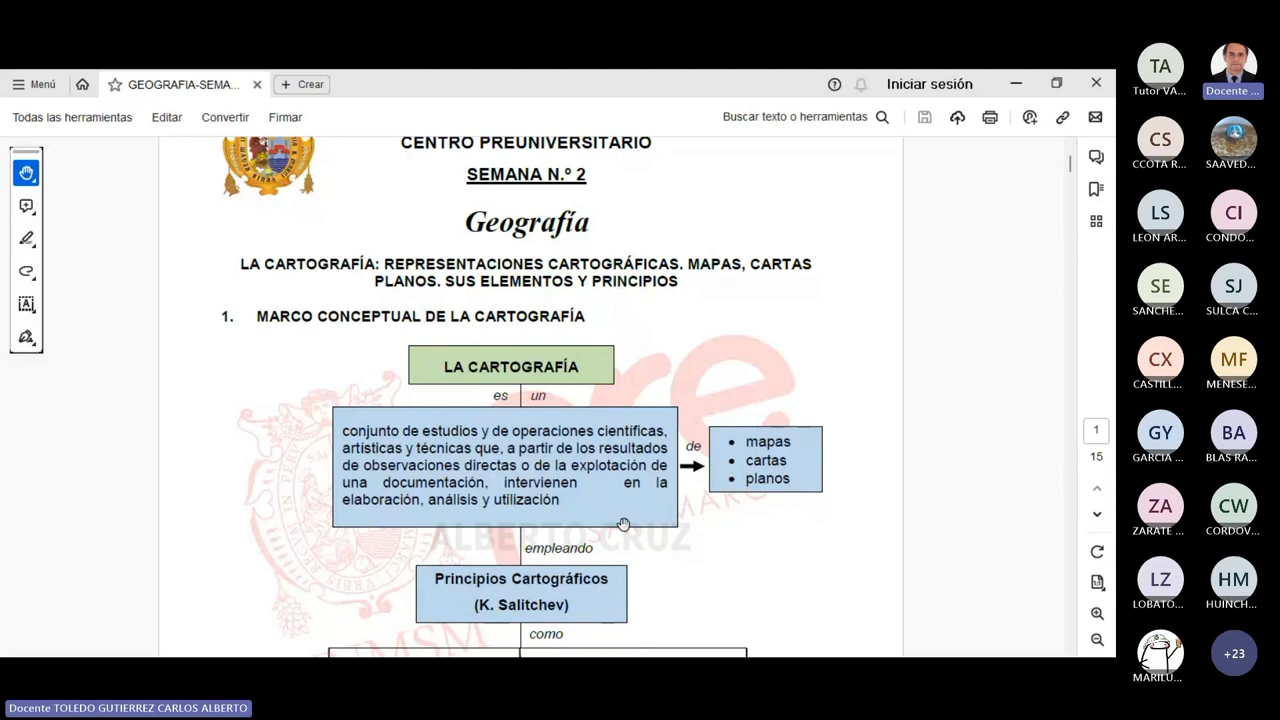 Menú
GEOGRAFIA-SEMA...
Crear
Iniciar sesión
Todas las herramientas
Editar
Convertir
Firmar
Buscar texto o herramientas
CENTRO PREUNIVERSITARIO
SEMANA N.º 2
Geografía
LA CARTOGRAFÍA: REPRESENTACIONES CARTOGRÁFICAS. MAPAS, CARTAS
PLANOS. SUS ELEMENTOS Y PRINCIPIOS
1. MARCO CONCEPTUAL DE LA CARTOGRAFÍA
LA CARTOGRAFÍA
es un
conjunto de estudios y de operaciones científicas,
artísticas y técnicas que, a partir de los resultados
de observaciones directas o de la explotación de
una documentación, intervienen en la
elaboración, análisis y utilización
de
• mapas
• cartas
• planos
ALBERTO CRUZ
empleando
Principios Cartográficos
(K. Salitchev)
como
1
15
TA
Tutor VA...
Docente ...
CS
CCOTA R...
SAAVED...
LS
LEON AR...
CI
CONDO...
SE
SANCHE...
SJ
SULCA C...
CX
CASTILL...
MF
MENESE...
GY
GARCIA ...
BA
BLAS RA...
ZA
ZARATE ...
CW
CORDOV...
LZ
LOBATO...
HM
HUINCH...
MARILU...
+23
Docente TOLEDO GUTIERREZ CARLOS ALBERTO